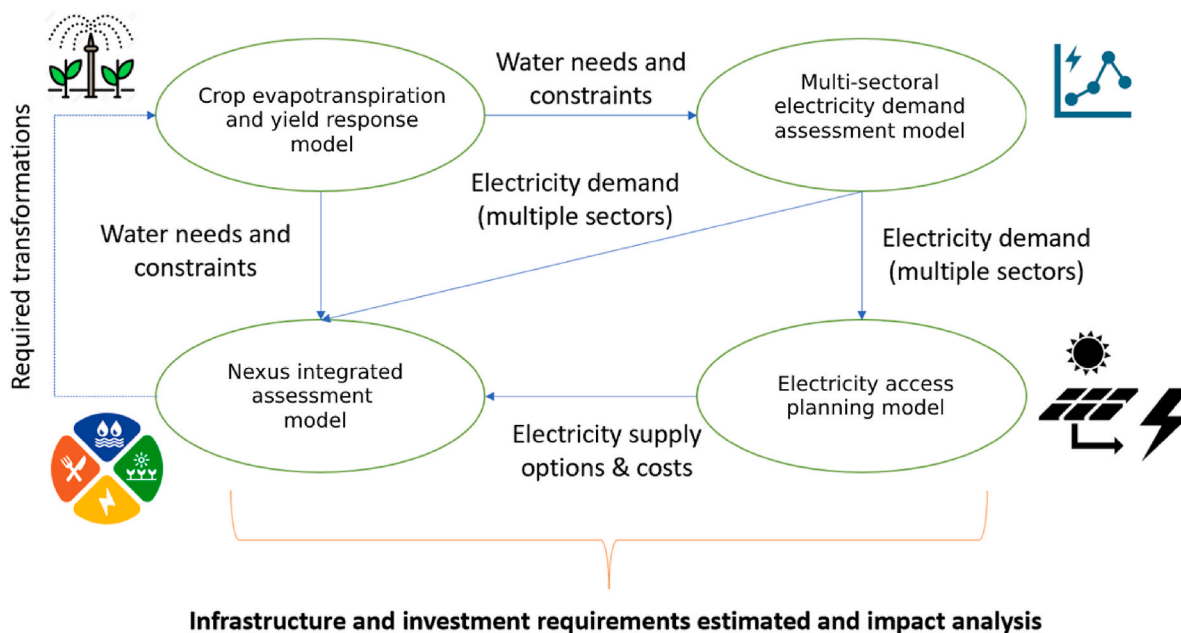 Required transformations
Crop evapotranspiration
and yield response
model
Water needs and
constraints
Multi-sectoral
electricity demand
assessment model
Water needs and
constraints
Electricity demand
(multiple sectors)
Electricity demand
(multiple sectors)
Nexus integrated
assessment
model
Electricity supply
options & costs
Electricity access
planning model
Infrastructure and investment requirements estimated and impact analysis